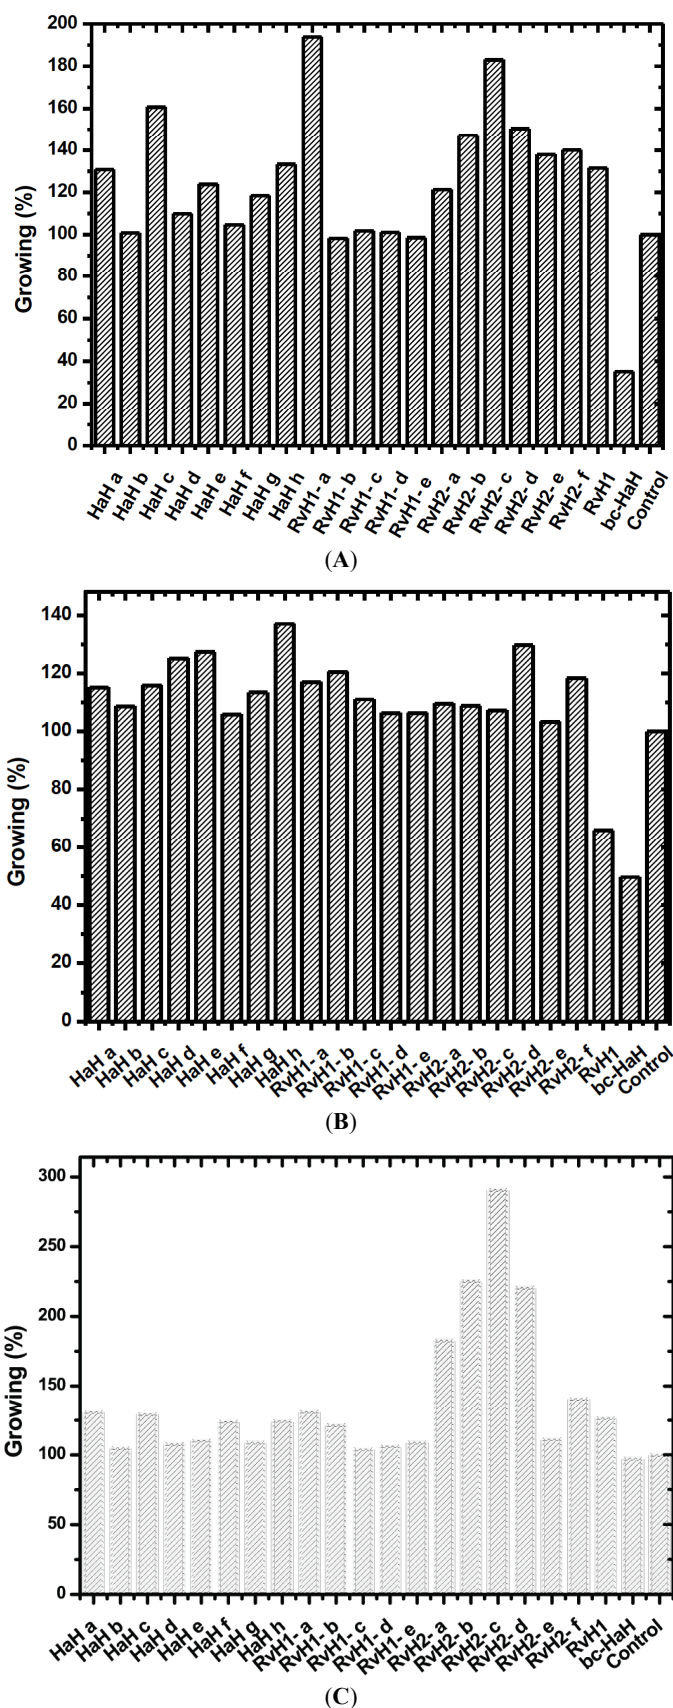 200
180
160
140
120
100
80
60
40
20
0
Growing (%)
HaH a
HaH b
HaH c
HaH d
HaH e
HaH f
HaH g
HaH h
RvH1- a
RvH1- b
RvH1- c
RvH1- d
RvH1- e
RvH2- a
RvH2- b
RvH2- c
RvH2- d
RvH2- e
RvH2- f
RvH1
bc-HaH
Control
(A)
140
120
100
80
60
40
20
0
Growing (%)
HaH a
HaH b
HaH c
HaH d
HaH e
HaH f
HaH g
HaH h
RvH1- a
RvH1- b
RvH1- c
RvH1- d
RvH1- e
RvH2- a
RvH2- b
RvH2- c
RvH2- d
RvH2- e
RvH2- f
RvH1
bc-HaH
Control
(B)
300
250
200
150
100
50
0
Growing (%)
HaH a
HaH b
HaH c
HaH d
HaH e
HaH f
HaH g
HaH h
RvH1- a
RvH1- b
RvH1- c
RvH1- d
RvH1- e
RvH2- a
RvH2- b
RvH2- c
RvH2- d
RvH2- e
RvH2- f
RvH1
bc-HaH
Control
(C)